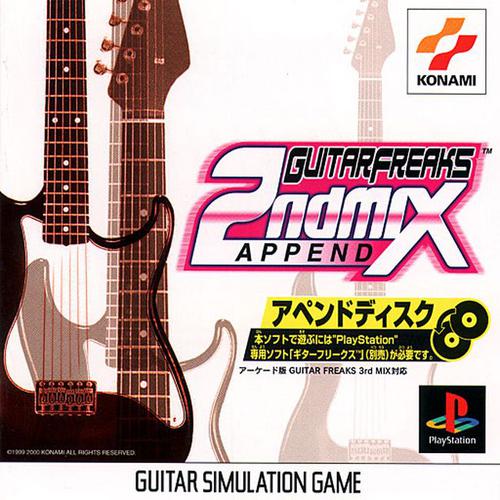 KONAMI
GUITARFREAKS™
2ndMIX
APPEND
アペンドディスク
本ソフトで遊ぶには"PlayStation"
専用ソフト「ギターフリークス™」(別売)が必要です。
アーケード版 GUITAR FREAKS 3rd MIX対応
PlayStation
©1999 2000 KONAMI ALL RIGHTS RESERVED.
GUITAR SIMULATION GAME